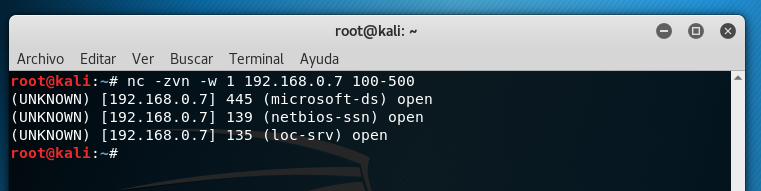 root@kali: ~
Archivo Editar Ver Buscar Terminal Ayuda
root@kali:~# nc -zvn -w 1 192.168.0.7 100-500
(UNKNOWN) [192.168.0.7] 445 (microsoft-ds) open
(UNKNOWN) [192.168.0.7] 139 (netbios-ssn) open
(UNKNOWN) [192.168.0.7] 135 (loc-srv) open
root@kali:~#